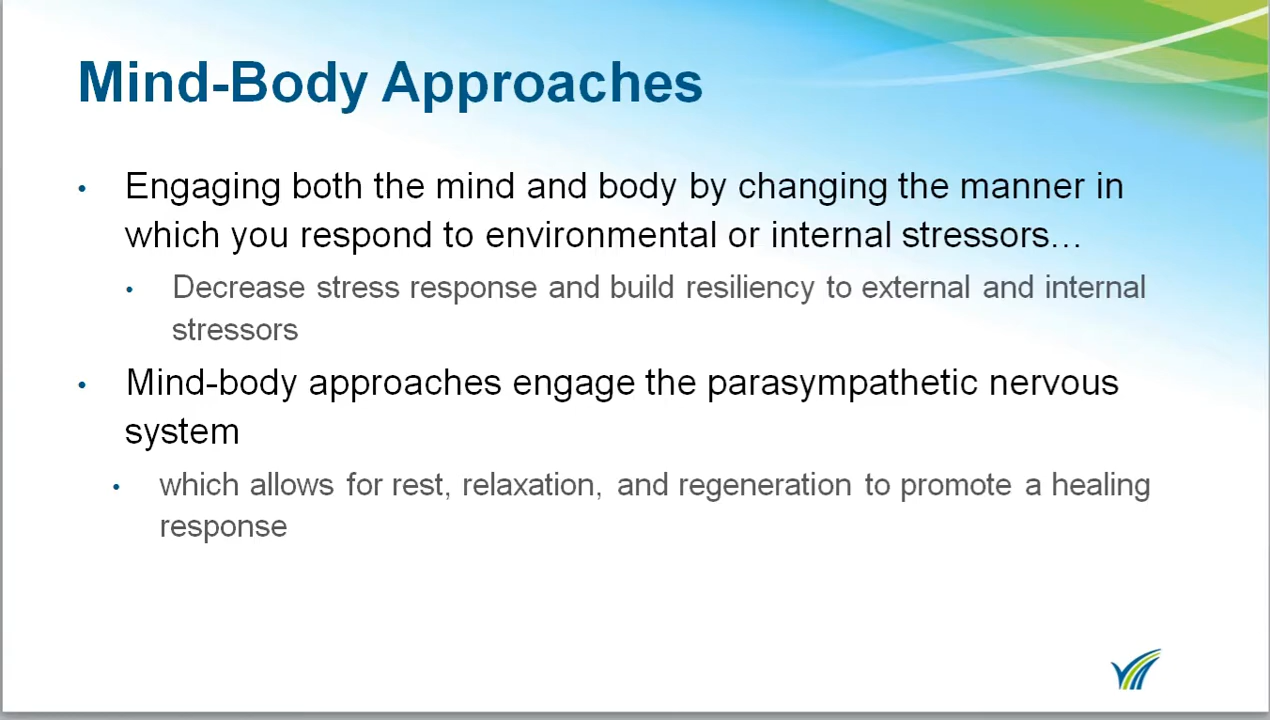 Mind-Body Approaches
• Engaging both the mind and body by changing the manner in
which you respond to environmental or internal stressors…
• Decrease stress response and build resiliency to external and internal
stressors
• Mind-body approaches engage the parasympathetic nervous
system
• which allows for rest, relaxation, and regeneration to promote a healing
response